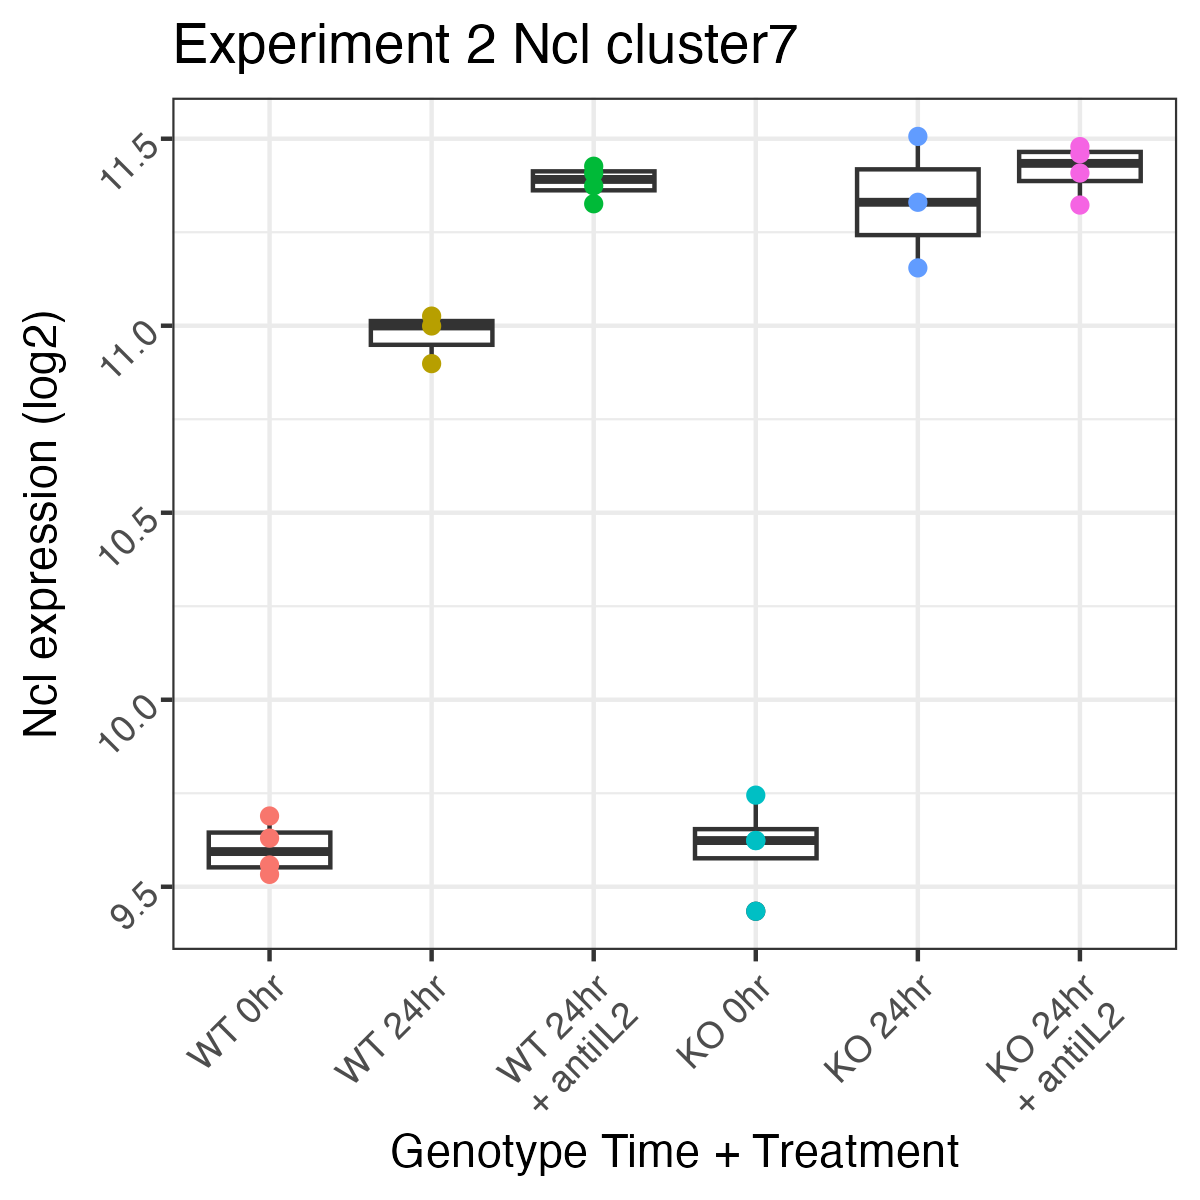 Experiment 2 Ncl cluster7
Ncl expression (log2)
11.5
11.0
10.5
10.0
9.5
WT 0hr
WT 24hr
WT 24hr
+ antiIL2
KO 0hr
KO 24hr
KO 24hr
+ antiIL2
Genotype Time + Treatment